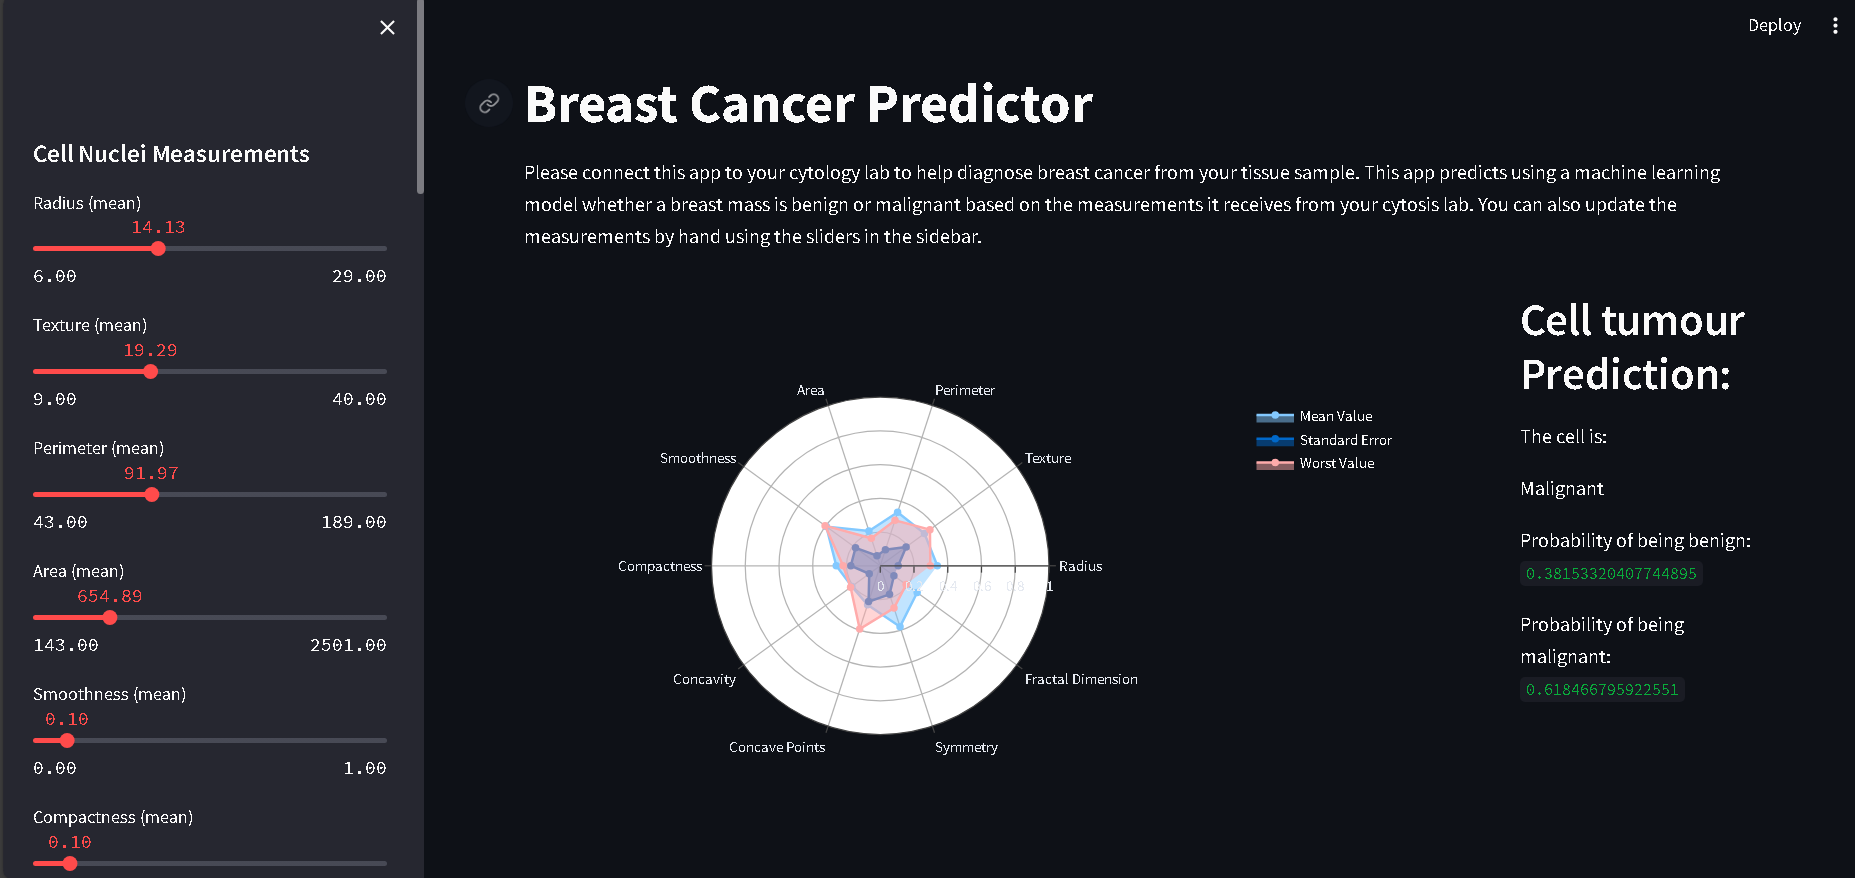 Deploy
Cell Nuclei Measurements
Radius (mean)
14.13
6.00 29.00
Texture (mean)
19.29
9.00 40.00
Perimeter (mean)
91.97
43.00 189.00
Area (mean)
654.89
143.00 2501.00
Smoothness (mean)
0.10
0.00 1.00
Compactness (mean)
0.10
Breast Cancer Predictor
Please connect this app to your cytology lab to help diagnose breast cancer from your tissue sample. This app predicts using a machine learning
model whether a breast mass is benign or malignant based on the measurements it receives from your cytosis lab. You can also update the
measurements by hand using the sliders in the sidebar.
Area Perimeter
Smoothness Texture
Compactness Radius
0 0.2 0.4 0.6 0.8 1
Concavity Fractal Dimension
Concave Points Symmetry
Mean Value
Standard Error
Worst Value
Cell tumour
Prediction:
The cell is:
Malignant
Probability of being benign:
0.38153320407744895
Probability of being
malignant:
0.618466795922551